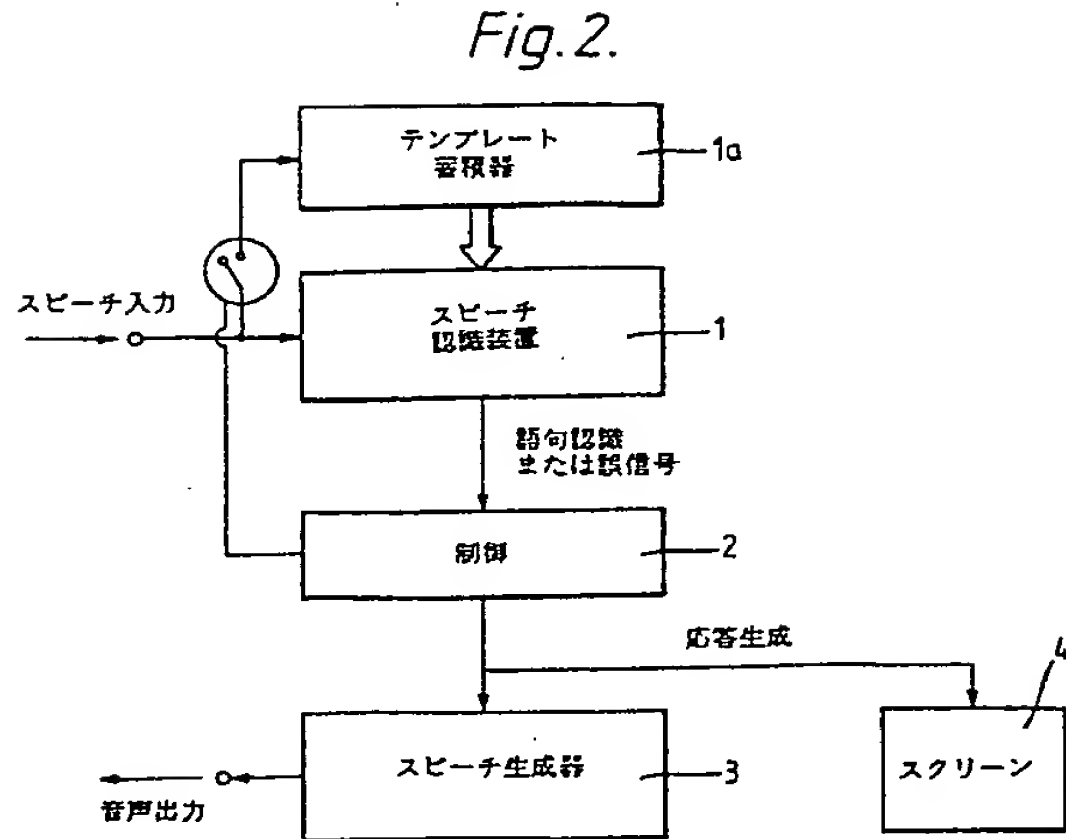 Fig.2.
テンプレート
蓄積器
1a
スピーチ入力
スピーチ
認識装置
1
語句認識
または誤信号
制御
2
応答生成
4
スピーチ生成器
3
スクリーン
音声出力